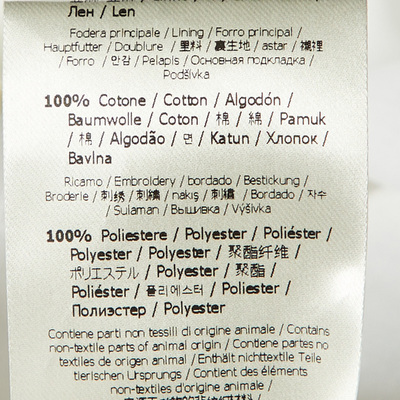 Лен / Len
Fodera principale / Lining / Forro principal /
Hauptfutter / Doublure / 里料 / 裏生地 / astar / 襯裡
/ Forro / 안감 / Pelapis / Основная подкладка /
Podšívka
100% Cotone / Cotton / Algodón /
Baumwolle / Coton / 棉 / 綿 / Pamuk
/ 棉 / Algodão / 면 / Katun / Хлопок /
Bavlna
Ricamo / Embroidery / bordado / Bestickung /
Broderie / 刺绣 / 刺繍 / nakış / 刺繡 / Bordado / 자수
/ Sulaman / Вышивка / Výšivka
100% Poliestere / Polyester / Poliéster /
Polyester / Polyester / 聚酯纤维 /
ポリエステル / Polyester / 聚酯 /
Poliéster / 폴리에스터 / Poliester /
Полиэстер / Polyester
Contiene parti non tessili di origine animale / Contains
non-textile parts of animal origin / Contiene partes no
textiles de origen animal / Enthält nichttextile Teile
tierischen Ursprungs / Contient des éléments
non-textiles d'origine animale /